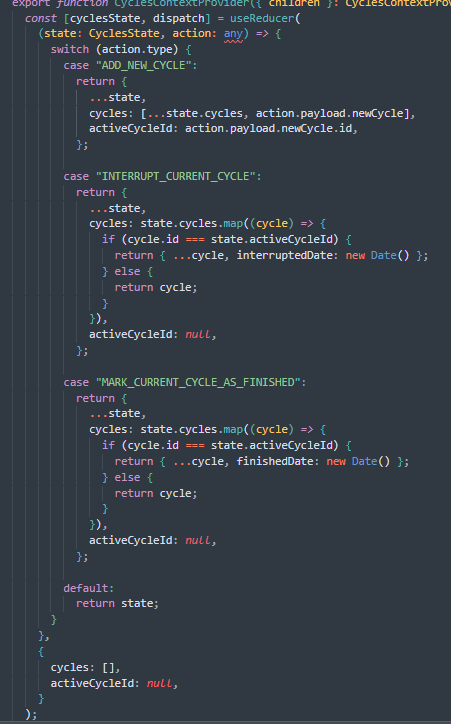 export function CyclesContextProvider({ children }: CyclesContextProv
const [cyclesState, dispatch] = useReducer(
(state: CyclesState, action: any) => {
switch (action.type) {
case "ADD_NEW_CYCLE":
return {
...state,
cycles: [...state.cycles, action.payload.newCycle],
activeCycleId: action.payload.newCycle.id,
};
case "INTERRUPT_CURRENT_CYCLE":
return {
...state,
cycles: state.cycles.map((cycle) => {
if (cycle.id === state.activeCycleId) {
return { ...cycle, interruptedDate: new Date() };
} else {
return cycle;
}
}),
activeCycleId: null,
};
case "MARK_CURRENT_CYCLE_AS_FINISHED":
return {
...state,
cycles: state.cycles.map((cycle) => {
if (cycle.id === state.activeCycleId) {
return { ...cycle, finishedDate: new Date() };
} else {
return cycle;
}
}),
activeCycleId: null,
};
default:
return state;
}
},
{
cycles: [],
activeCycleId: null,
}
);